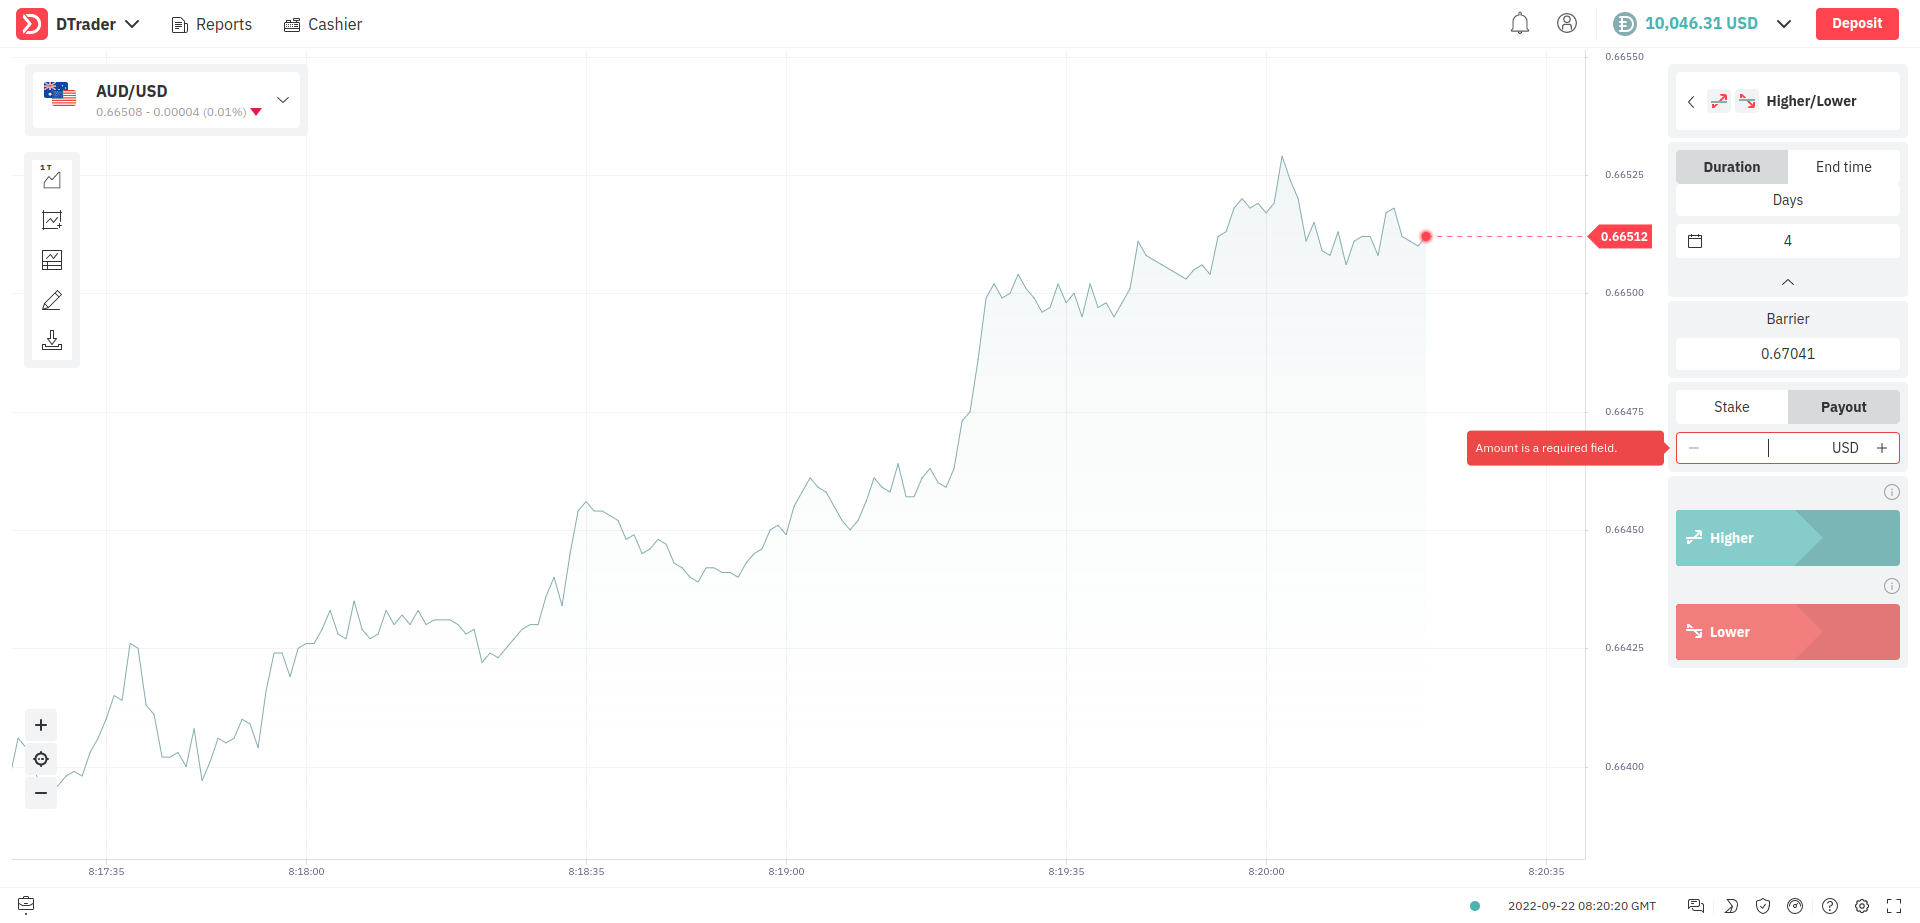 DTrader
Reports
Cashier
10,046.31 USD
Deposit
AUD/USD
0.66508 - 0.00004 (0.01%)
1 T
0.66550
0.66525
0.66512
0.66500
0.66475
0.66450
0.66425
0.66400
8:17:35
8:18:00
8:18:35
8:19:00
8:19:35
8:20:00
8:20:35
Higher/Lower
Duration
End time
Days
4
Barrier
0.67041
Stake
Payout
Amount is a required field.
− USD +
Higher
Lower
+
−
2022-09-22 08:20:20 GMT